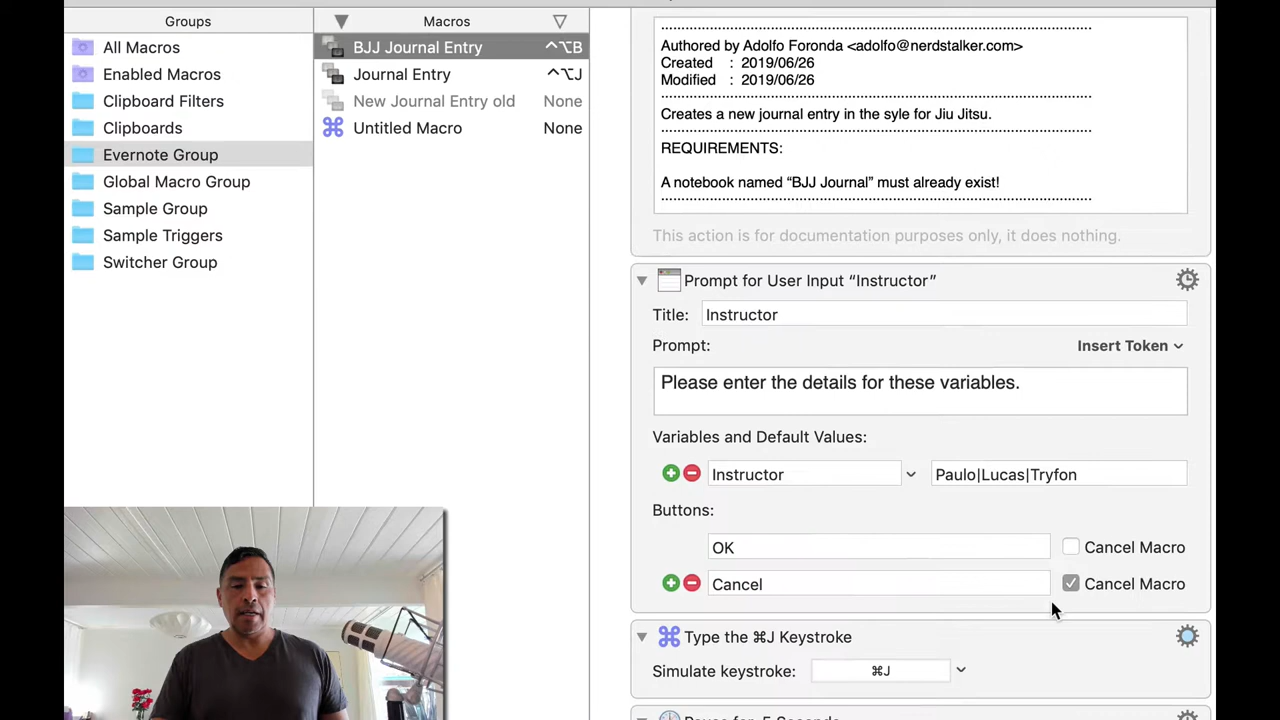 Groups
Macros
All Macros
Enabled Macros
Clipboard Filters
Clipboards
Evernote Group
Global Macro Group
Sample Group
Sample Triggers
Switcher Group
BJJ Journal Entry ⌃⌥B
Journal Entry ⌃⌥J
New Journal Entry old None
Untitled Macro None
Authored by Adolfo Foronda <adolfo@nerdstalker.com>
Created : 2019/06/26
Modified : 2019/06/26
Creates a new journal entry in the syle for Jiu Jitsu.
REQUIREMENTS:
A notebook named “BJJ Journal” must already exist!
This action is for documentation purposes only, it does nothing.
Prompt for User Input “Instructor”
Title: Instructor
Prompt: Insert Token
Please enter the details for these variables.
Variables and Default Values:
Instructor Paulo|Lucas|Tryfon
Buttons:
OK Cancel Macro
Cancel Cancel Macro
Type the ⌘J Keystroke
Simulate keystroke: ⌘J
Pause for .5 Seconds